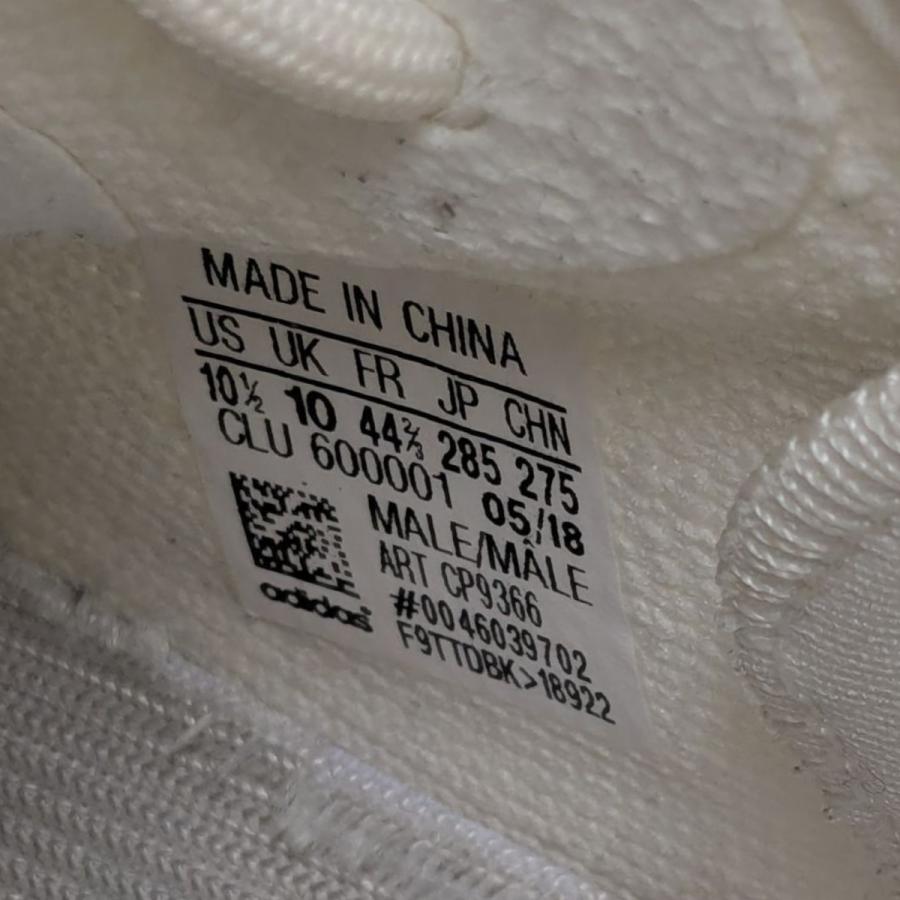 MADE IN CHINA
US UK FR JP CHN
10½ 10 44⅔ 285 275
CLU 600001 05/18
MALE/MÂLE
ART CP9366
#0046039702
F9TTDBK>18922
adidas